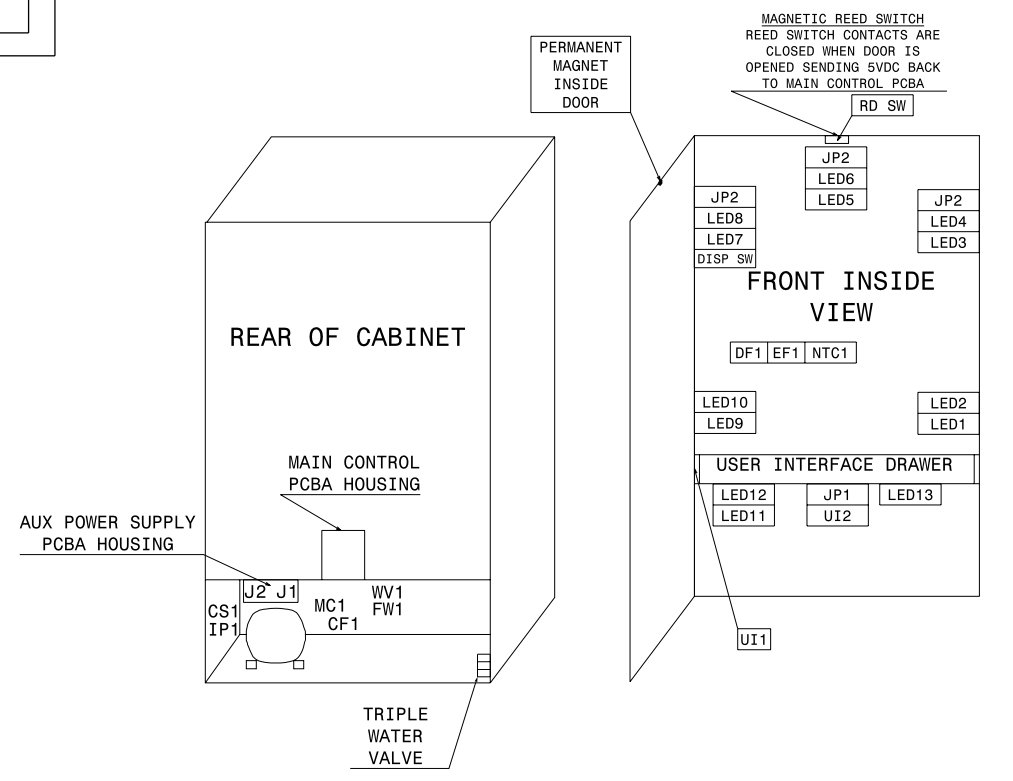 MAGNETIC REED SWITCH
REED SWITCH CONTACTS ARE
CLOSED WHEN DOOR IS
OPENED SENDING 5VDC BACK
TO MAIN CONTROL PCBA
RD SW
PERMANENT
MAGNET
INSIDE
DOOR
JP2
LED6
LED5
JP2
LED8
LED7
DISP SW
JP2
LED4
LED3
FRONT INSIDE
VIEW
DF1 EF1 NTC1
LED10
LED9
LED2
LED1
USER INTERFACE DRAWER
LED12
LED11
JP1
UI2
LED13
UI1
REAR OF CABINET
MAIN CONTROL
PCBA HOUSING
AUX POWER SUPPLY
PCBA HOUSING
J2 J1
CS1
IP1
MC1
CF1
WV1
FW1
TRIPLE
WATER
VALVE